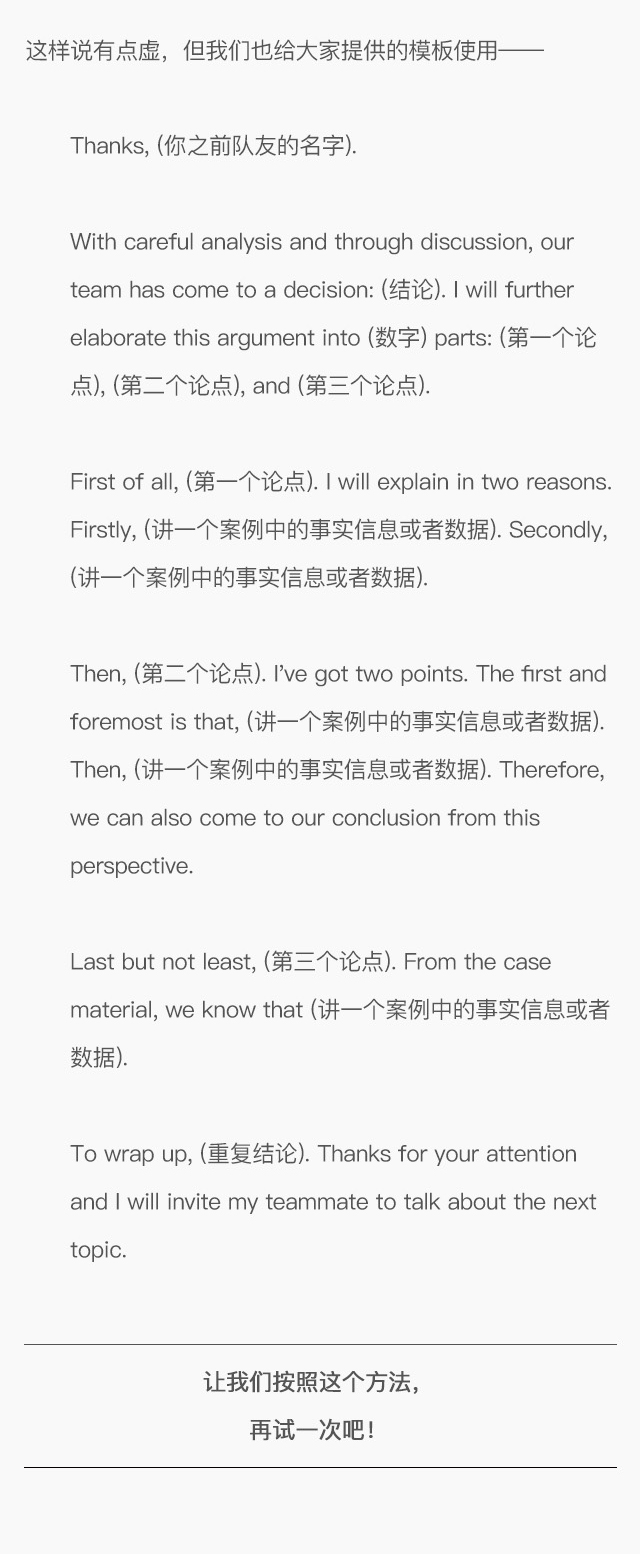 这样说有点虚，但我们也给大家提供的模板使用——
Thanks, (你之前队友的名字).
With careful analysis and through discussion, our
team has come to a decision: (结论). I will further
elaborate this argument into (数字) parts: (第一个论
点), (第二个论点), and (第三个论点).
First of all, (第一个论点). I will explain in two reasons.
Firstly, (讲一个案例中的事实信息或者数据). Secondly,
(讲一个案例中的事实信息或者数据).
Then, (第二个论点). I’ve got two points. The first and
foremost is that, (讲一个案例中的事实信息或者数据).
Then, (讲一个案例中的事实信息或者数据). Therefore,
we can also come to our conclusion from this
perspective.
Last but not least, (第三个论点). From the case
material, we know that (讲一个案例中的事实信息或者
数据).
To wrap up, (重复结论). Thanks for your attention
and I will invite my teammate to talk about the next
topic.
让我们按照这个方法，
再试一次吧！